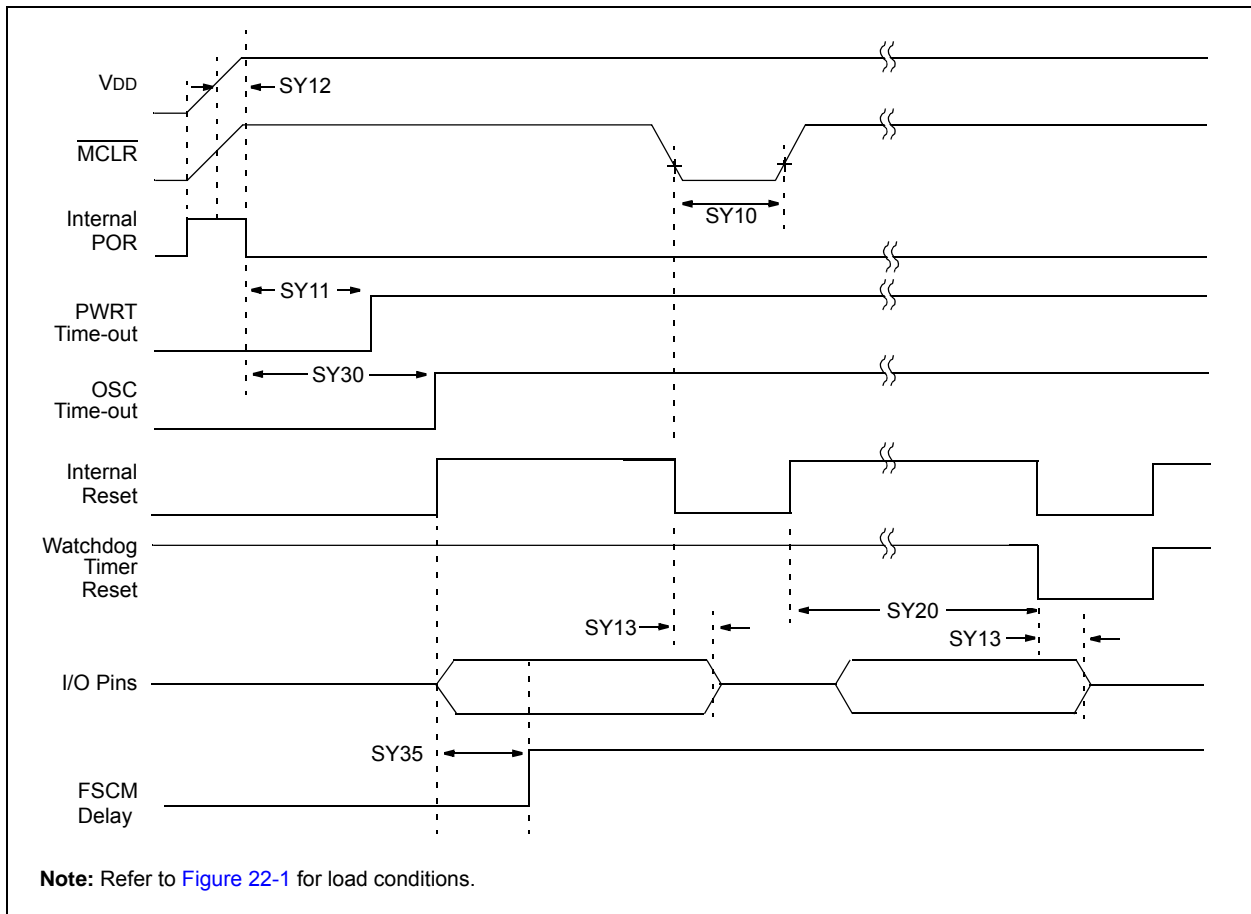 VDD
SY12
MCLR
SY10
Internal
POR
SY11
PWRT
Time-out
SY30
OSC
Time-out
Internal
Reset
Watchdog
Timer
Reset
SY20
SY13
SY13
I/O Pins
SY35
FSCM
Delay
Note: Refer to Figure 22-1 for load conditions.